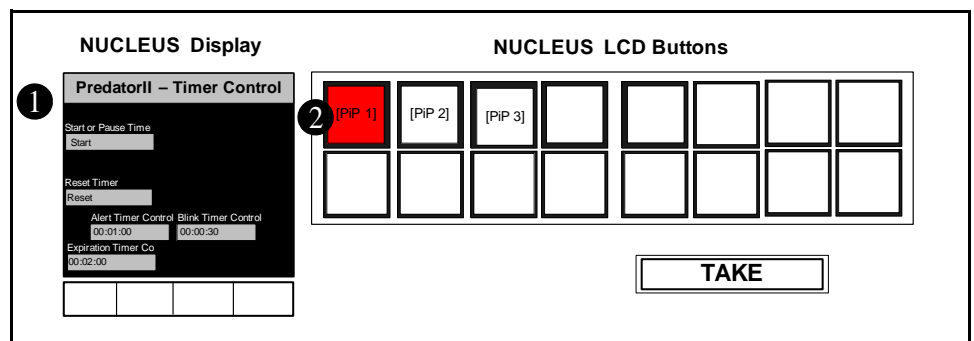 NUCLEUS Display
NUCLEUS LCD Buttons
1
PredatorII – Timer Control
Start or Pause Time
Start
Reset Timer
Reset
Alert Timer Control Blink Timer Control
00:01:00 00:00:30
Expiration Timer Co
00:02:00
2
[PiP 1] [PiP 2] [PiP 3]
TAKE